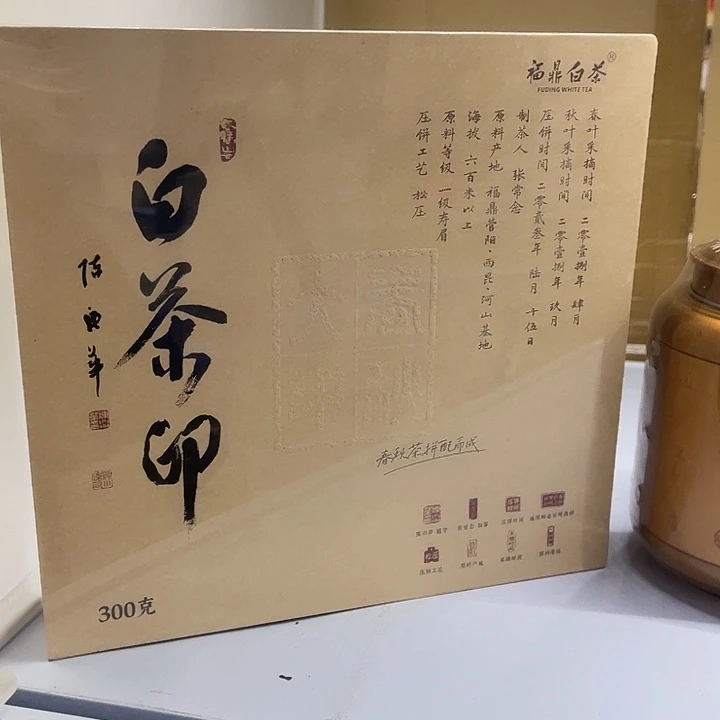 福鼎白茶®
FUDING WHITE TEA
春叶采摘时间 二零壹捌年 肆月
秋叶采摘时间 二零壹捌年 玖月
压饼时间 二零贰叁年 陆月 十伍日
制茶人 张常念
原料产地 福鼎管阳·西昆·河山基地
海拔 六百米以上
原料等级 一级寿眉
压饼工艺 松压
白茶印
春秋茶拼配而成
300克